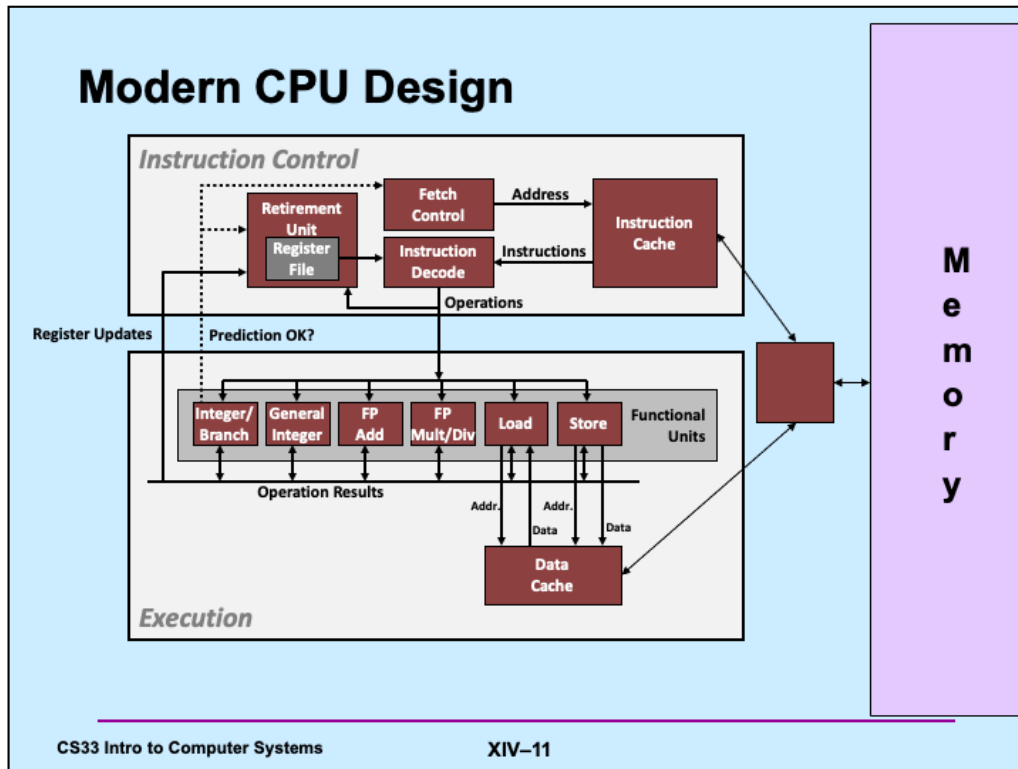 Modern CPU Design
Instruction Control
Retirement
Unit
Register
File
Fetch
Control
Address
Instruction
Cache
Instruction
Decode
Instructions
Operations
Register Updates
Prediction OK?
Integer/
Branch
General
Integer
FP
Add
FP
Mult/Div
Load
Store
Functional
Units
Operation Results
Addr.
Data
Addr.
Data
Data
Cache
Execution
M
e
m
o
r
y
CS33 Intro to Computer Systems
XIV–11